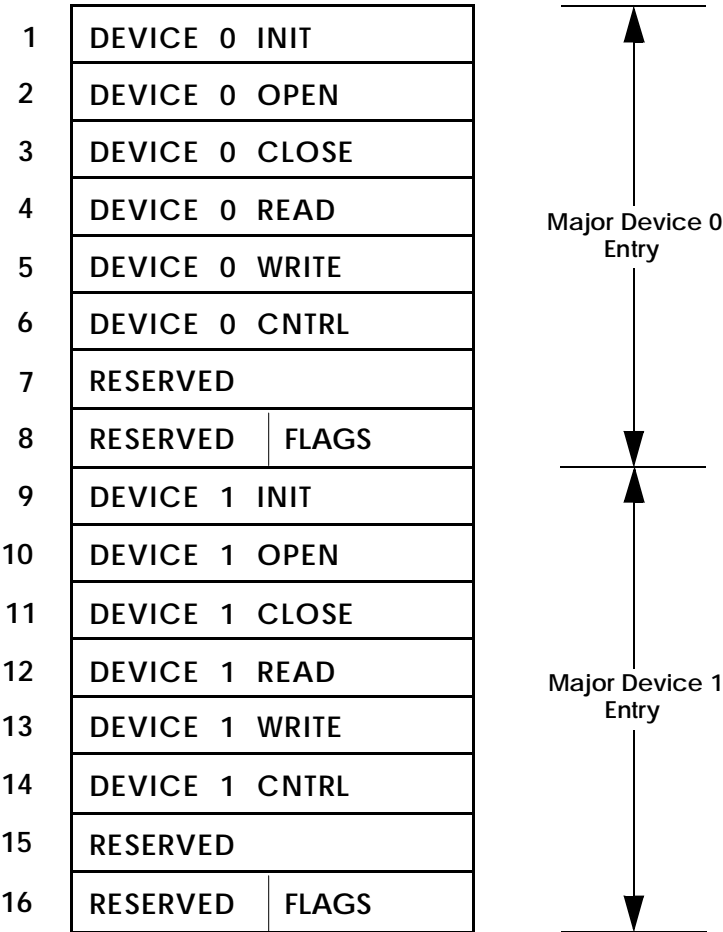 1 DEVICE 0 INIT
2 DEVICE 0 OPEN
3 DEVICE 0 CLOSE
4 DEVICE 0 READ
Major Device 0
Entry
5 DEVICE 0 WRITE
6 DEVICE 0 CNTRL
7 RESERVED
8 RESERVED FLAGS
9 DEVICE 1 INIT
10 DEVICE 1 OPEN
11 DEVICE 1 CLOSE
12 DEVICE 1 READ
Major Device 1
Entry
13 DEVICE 1 WRITE
14 DEVICE 1 CNTRL
15 RESERVED
16 RESERVED FLAGS